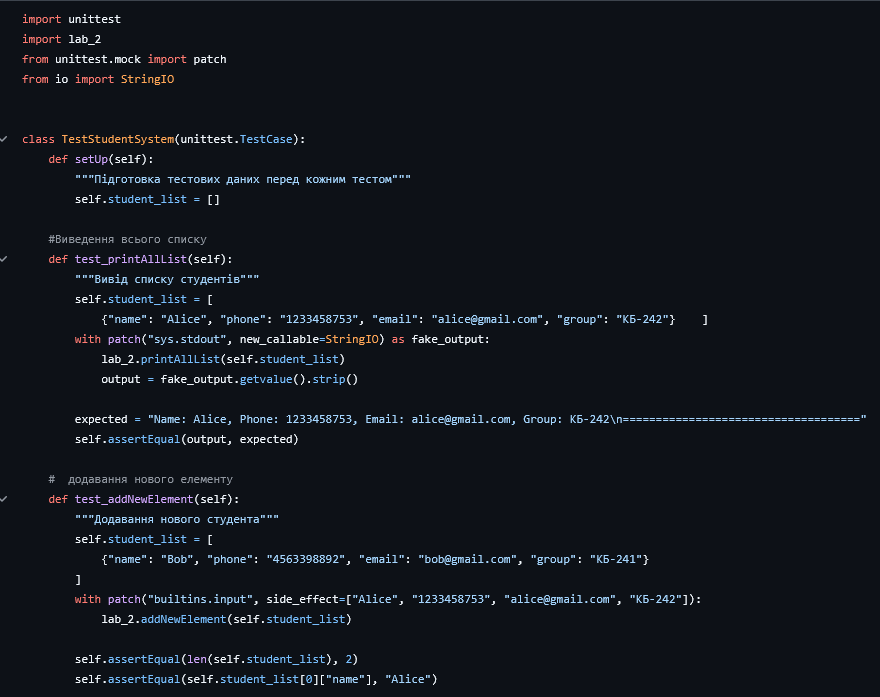 import unittest
import lab_2
from unittest.mock import patch
from io import StringIO
class TestStudentSystem(unittest.TestCase):
    def setUp(self):
        """Підготовка тестових даних перед кожним тестом"""
        self.student_list = []
    #Виведення всього списку
    def test_printAllList(self):
        """Вивід списку студентів"""
        self.student_list = [
            {"name": "Alice", "phone": "1233458753", "email": "alice@gmail.com", "group": "КБ-242"}    ]
        with patch("sys.stdout", new_callable=StringIO) as fake_output:
            lab_2.printAllList(self.student_list)
            output = fake_output.getvalue().strip()
        expected = "Name: Alice, Phone: 1233458753, Email: alice@gmail.com, Group: КБ-242\n===================================="
        self.assertEqual(output, expected)
    #  додавання нового елементу
    def test_addNewElement(self):
        """Додавання нового студента"""
        self.student_list = [
            {"name": "Bob", "phone": "4563398892", "email": "bob@gmail.com", "group": "КБ-241"}
        ]
        with patch("builtins.input", side_effect=["Alice", "1233458753", "alice@gmail.com", "КБ-242"]):
            lab_2.addNewElement(self.student_list)
        self.assertEqual(len(self.student_list), 2)
        self.assertEqual(self.student_list[0]["name"], "Alice")